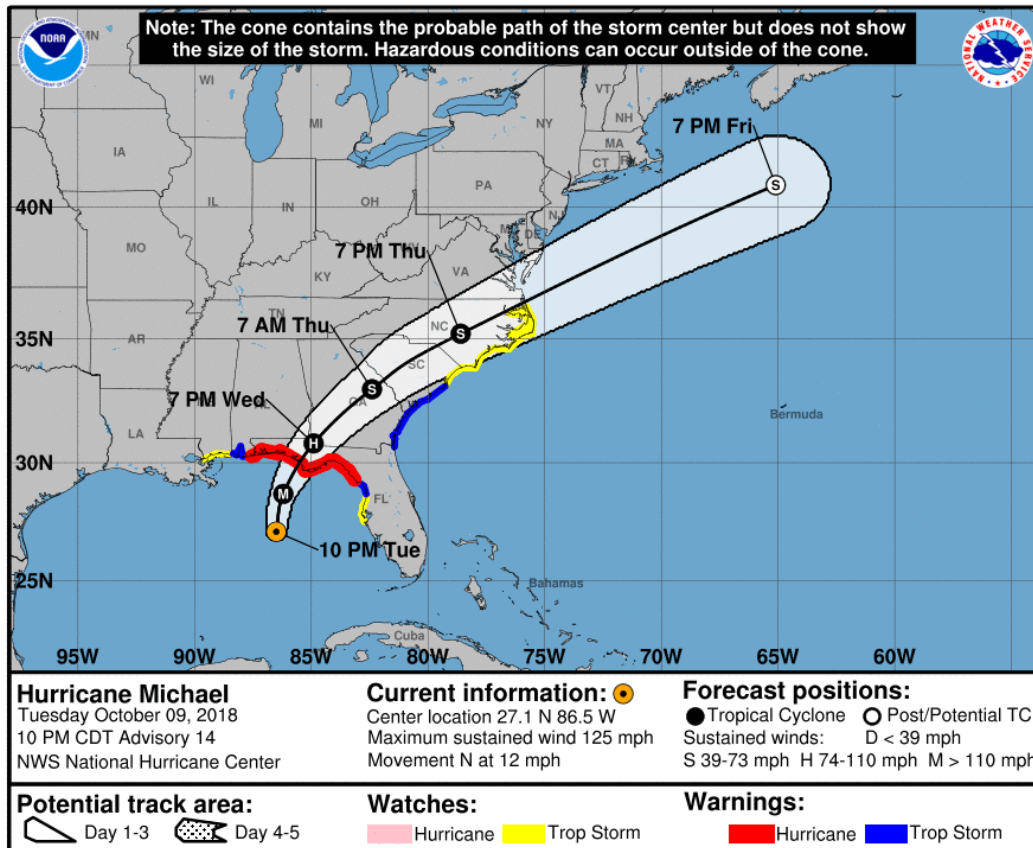 Note: The cone contains the probable path of the storm center but does not show
the size of the storm. Hazardous conditions can occur outside of the cone.
NOAA
MN
WI
VT
NH
MI
NY
MA
7 PM Fri
IA
CT
S
PA
40N
IL
IN
OH
NJ
DE
MO
7 PM Thu
VA
KY
7 AM Thu
TN
NC
S
35N
AR
SC
7 PM Wed
S
AL
GA
Bermuda
LA
H
30N
M
FL
10 PM Tue
25N
Bahamas
Cuba
95W 90W 85W 80W 75W 70W 65W 60W
Hurricane Michael
Tuesday October 09, 2018
10 PM CDT Advisory 14
NWS National Hurricane Center
Current information:
Center location 27.1 N 86.5 W
Maximum sustained wind 125 mph
Movement N at 12 mph
Forecast positions:
Tropical Cyclone Post/Potential TC
Sustained winds: D < 39 mph
S 39-73 mph H 74-110 mph M > 110 mph
Potential track area:
Day 1-3 Day 4-5
Watches:
Hurricane Trop Storm
Warnings:
Hurricane Trop Storm